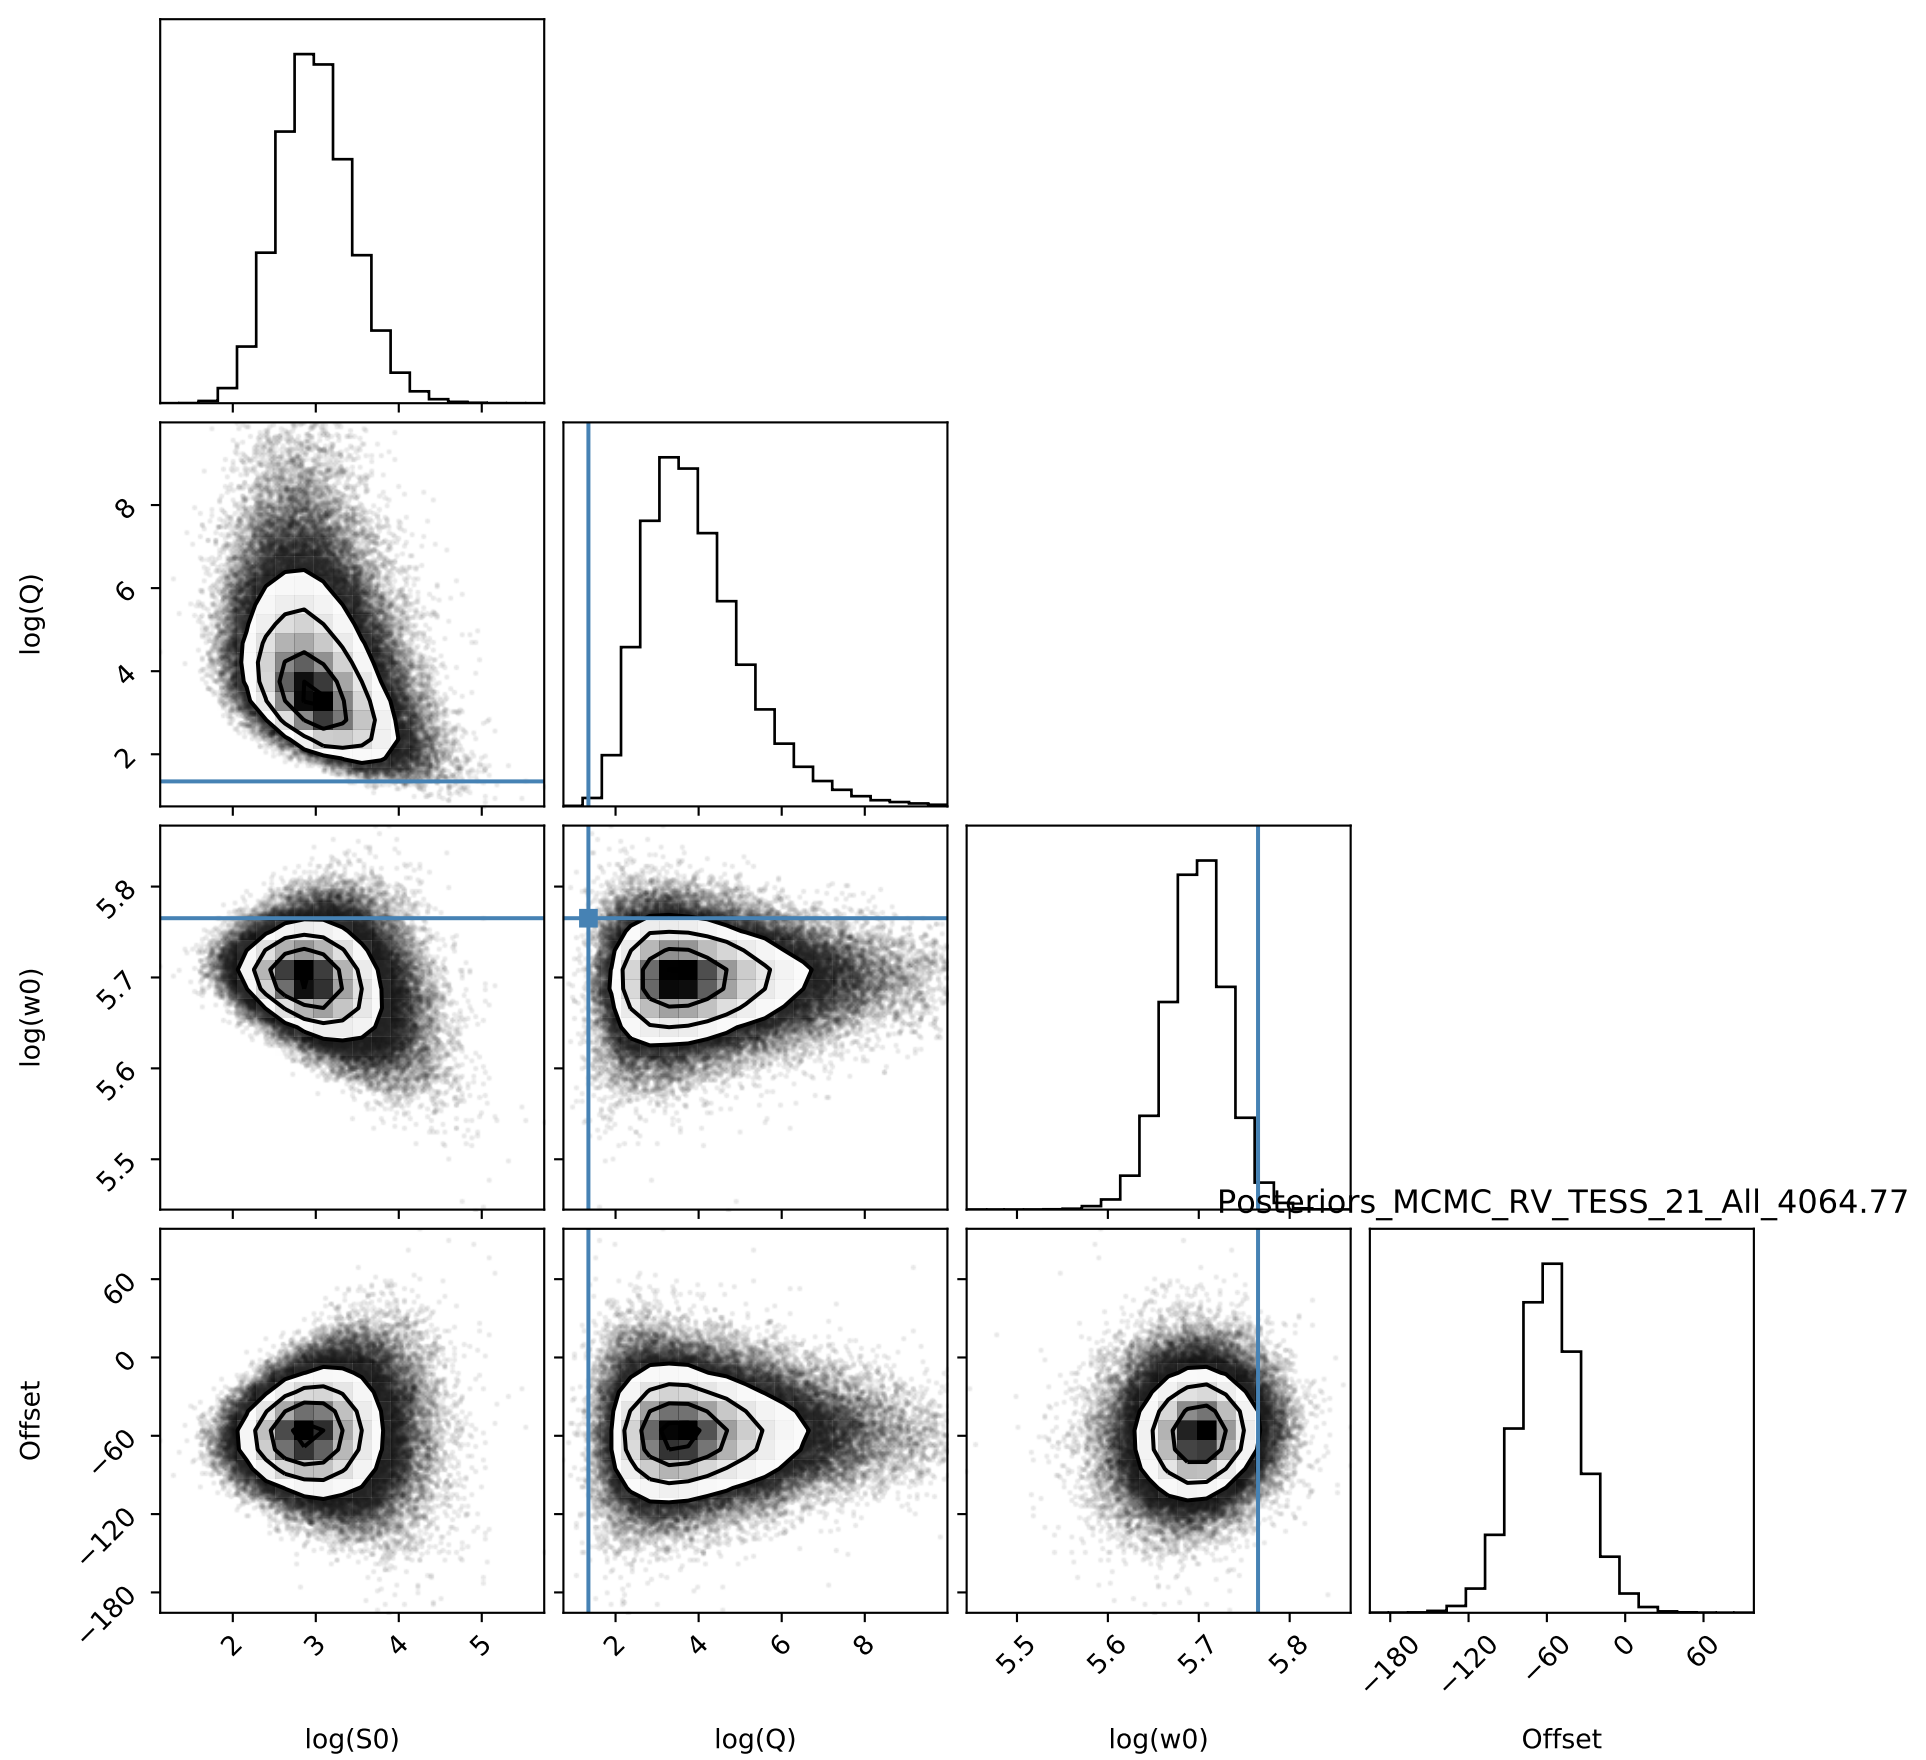 log(Q)
8
6
4
2
log(w0)
5.8
5.7
5.6
5.5
Posteriors_MCMC_RV_TESS_21_All_4064.77
Offset
60
0
−60
−120
−180
2 3 4 5
2 4 6 8
5.5 5.6 5.7 5.8
−180 −120 −60 0 60
log(S0) log(Q) log(w0) Offset